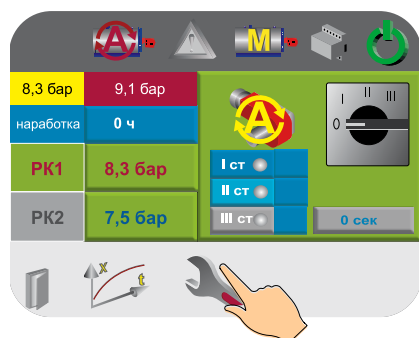 A
M
8,3 бар
9,1 бар
наработка
0 ч
РК1
8,3 бар
РК2
7,5 бар
A
I ст
II ст
III ст
0
I
II
III
0 сек
x
t